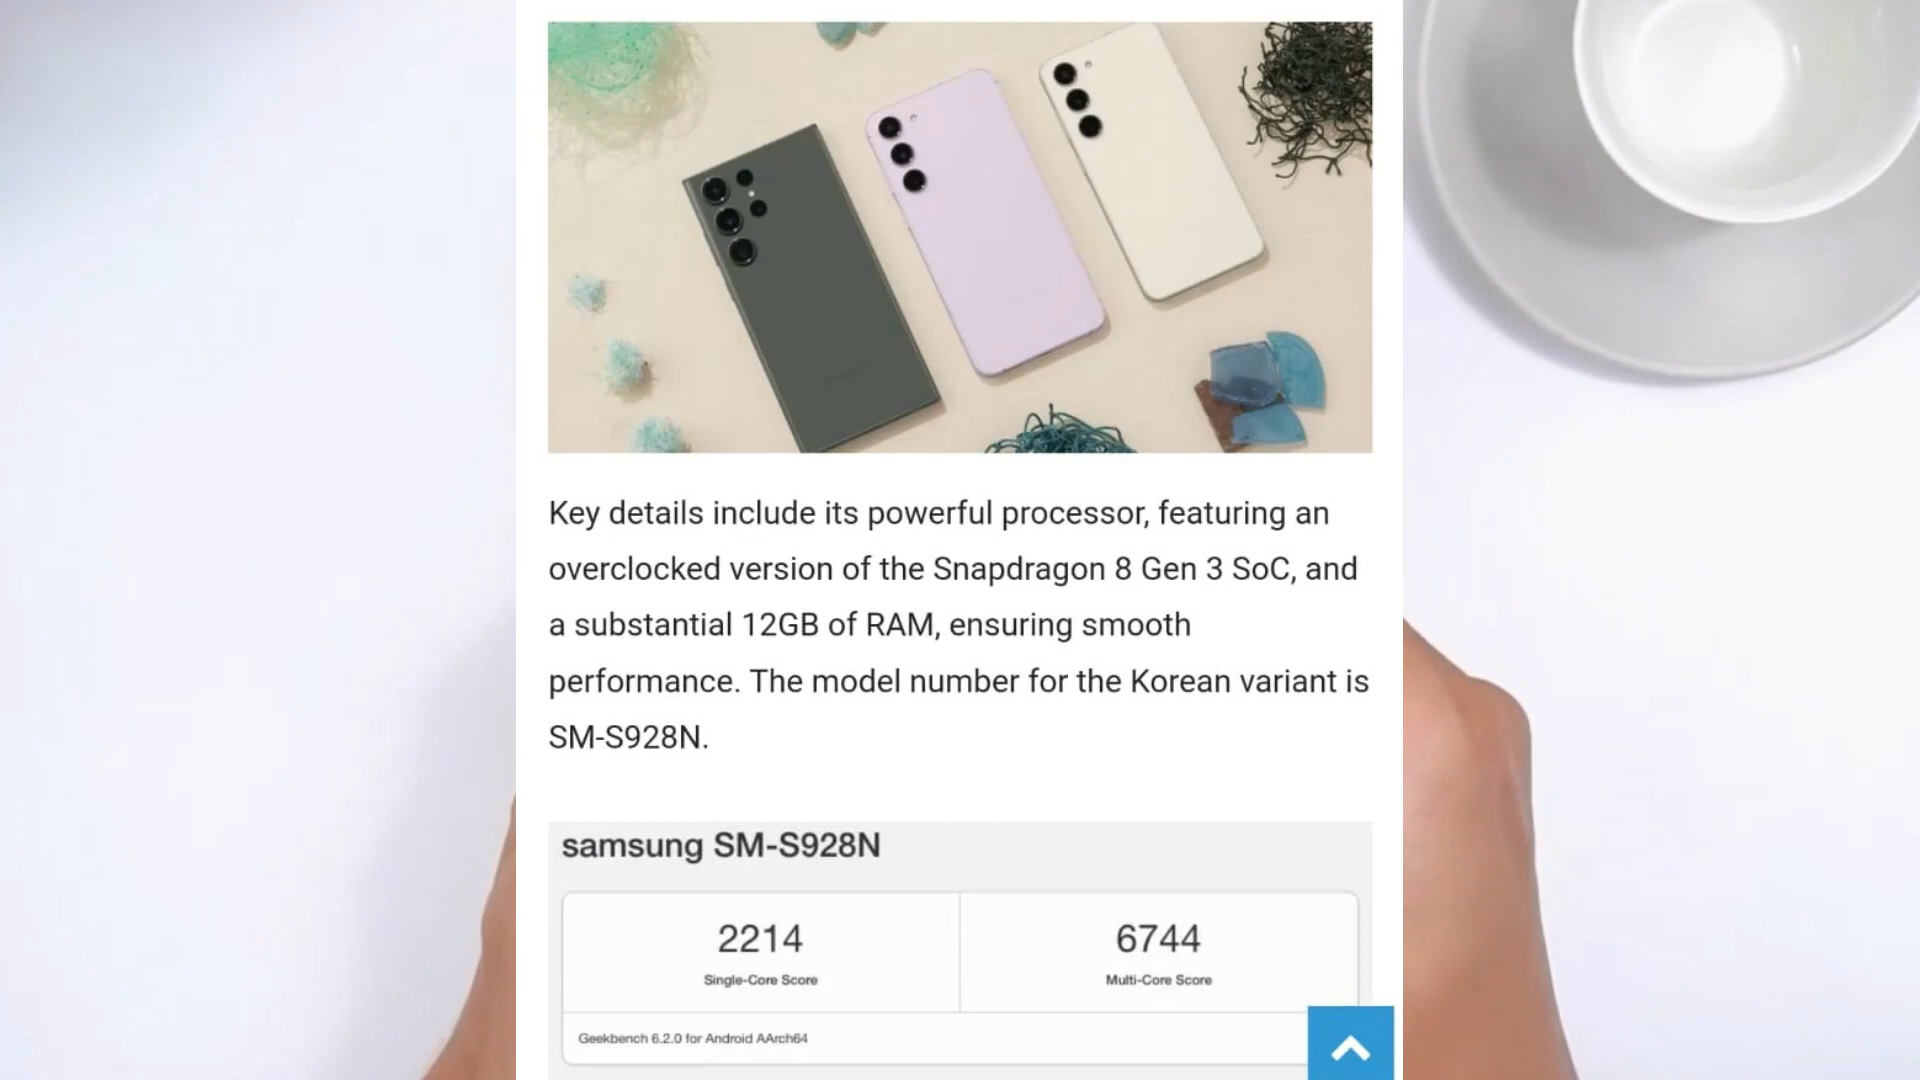 Key details include its powerful processor, featuring an
overclocked version of the Snapdragon 8 Gen 3 SoC, and
a substantial 12GB of RAM, ensuring smooth
performance. The model number for the Korean variant is
SM-S928N.
samsung SM-S928N
2214
6744
Single-Core Score
Multi-Core Score
Geekbench 6.2.0 for Android AArch64